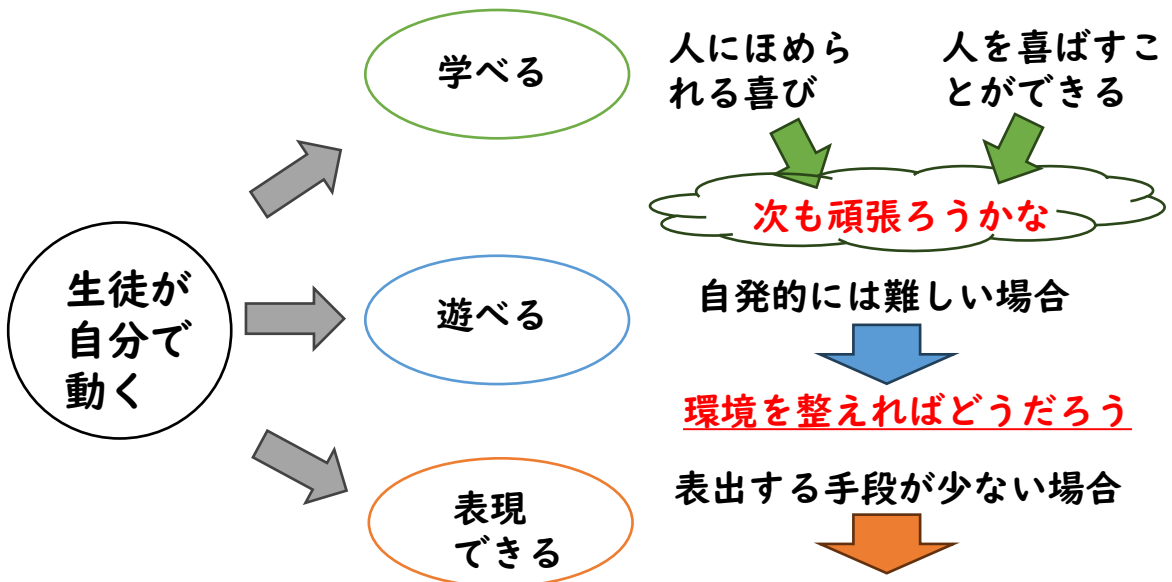 生徒が
自分で
動く
学べる
人にほめら
れる喜び
人を喜ばすこ
とができる
次も頑張ろうかな
遊べる
自発的には難しい場合
環境を整えればどうだろう
表現
できる
表出する手段が少ない場合